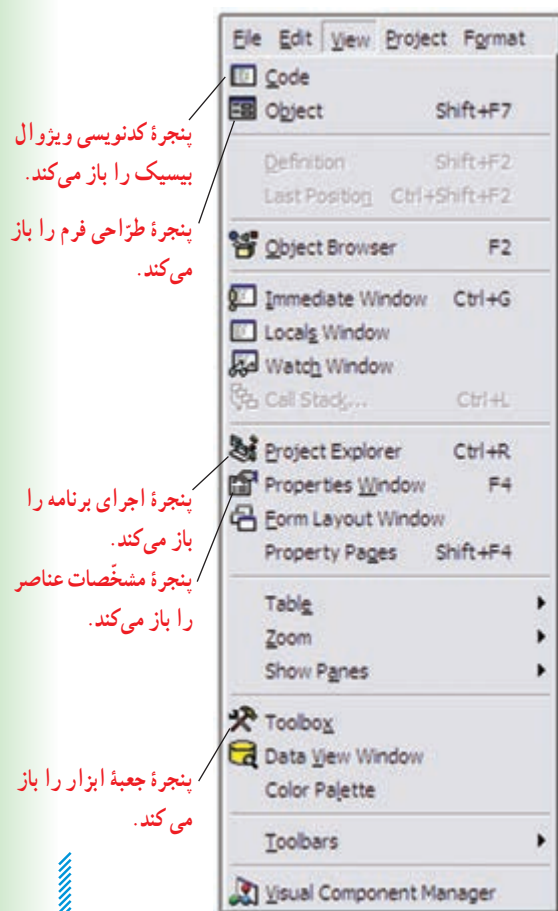 File Edit View Project Format
Code
Object Shift+F7
Definition Shift+F2
Last Position Ctrl+Shift+F2
Object Browser F2
Immediate Window Ctrl+G
Locals Window
Watch Window
Call Stack... Ctrl+L
Project Explorer Ctrl+R
Properties Window F4
Form Layout Window
Property Pages Shift+F4
Table
Zoom
Show Panes
Toolbox
Data View Window
Color Palette
Toolbars
Visual Component Manager
پنجرهٔ کدنویسی ویژوال
بیسیک را باز می‌کند.
پنجرهٔ طرّاحی فرم را باز
می‌کند.
پنجرهٔ اجرای برنامه را
باز می‌کند.
پنجرهٔ مشخّصات عناصر
را باز می‌کند.
پنجرهٔ جعبهٔ ابزار را باز
می کند.